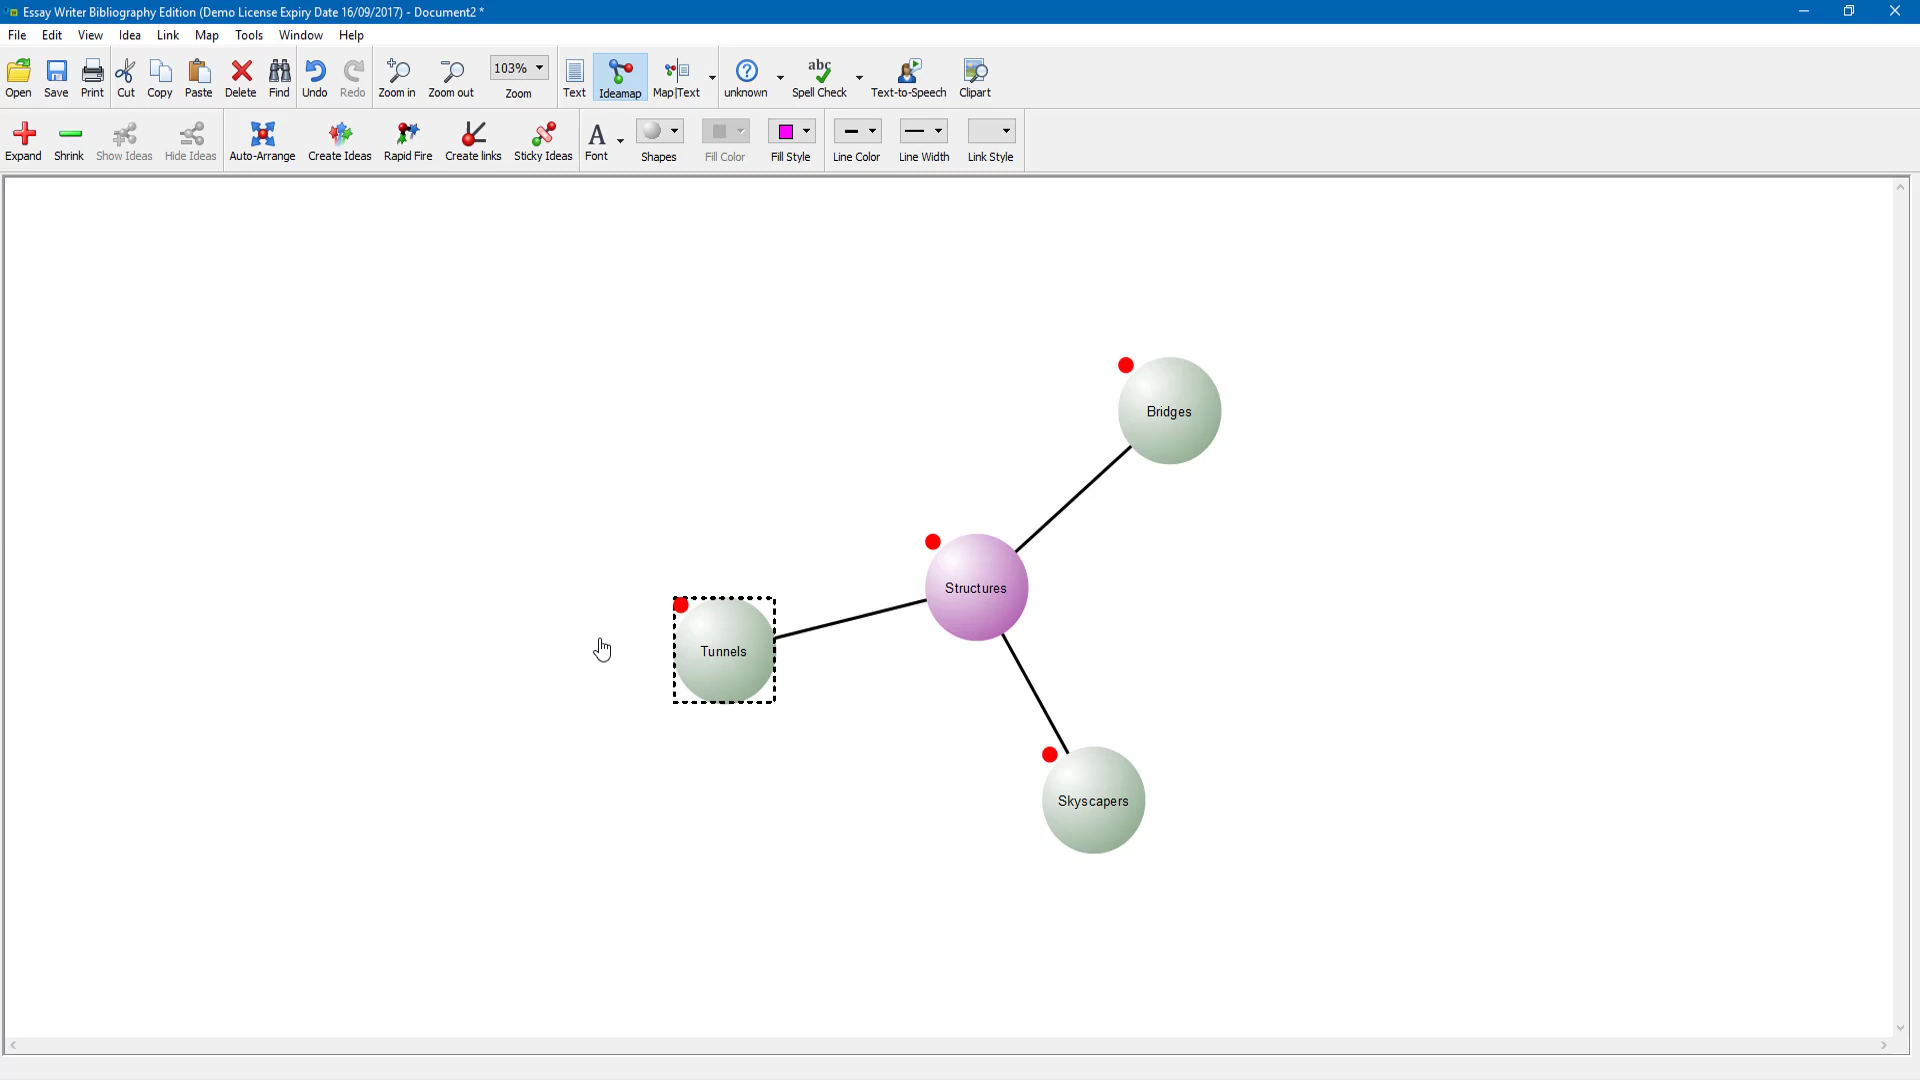 Essay Writer Bibliography Edition (Demo License Expiry Date 16/09/2017) - Document2 *
File Edit View Idea Link Map Tools Window Help
103%
abc
Open Save Print Cut Copy Paste Delete Find Undo Redo Zoom in Zoom out Zoom Text Ideamap Map|Text unknown Spell Check Text-to-Speech Clipart
A
Expand Shrink Show Ideas Hide Ideas Auto-Arrange Create Ideas Rapid Fire Create links Sticky Ideas Font Shapes Fill Color Fill Style Line Color Line Width Link Style
Bridges
Structures
Tunnels
Skyscapers